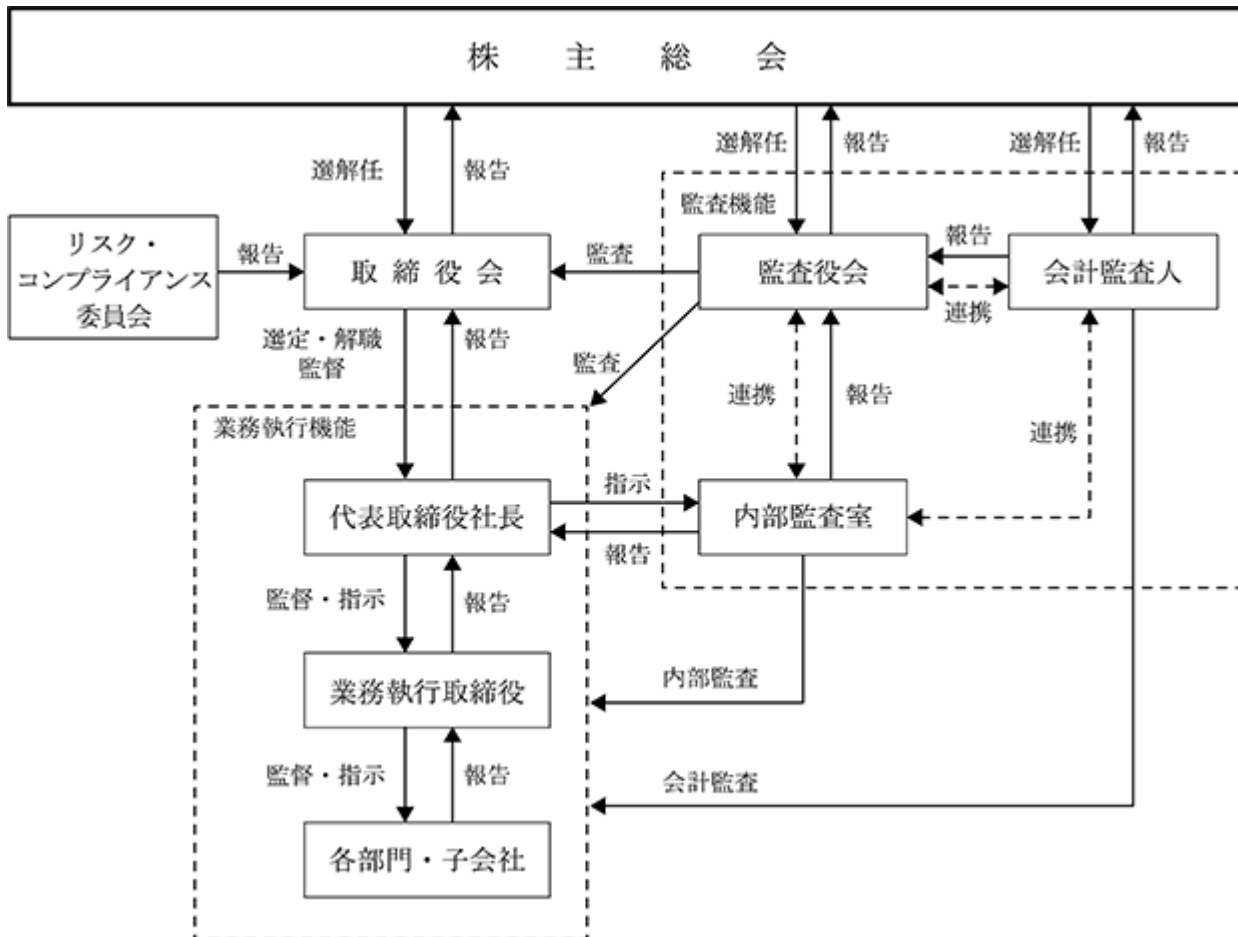 株主総会
選解任
報告
選解任
報告
選解任
報告
監査機能
リスク・
コンプライアンス
委員会
報告
取締役会
監査
監査役会
報告
連携
会計監査人
選定・解職
監督
報告
監査
連携
報告
連携
業務執行機能
代表取締役社長
指示
報告
内部監査室
監督・指示
報告
業務執行取締役
内部監査
監督・指示
報告
会計監査
各部門・子会社